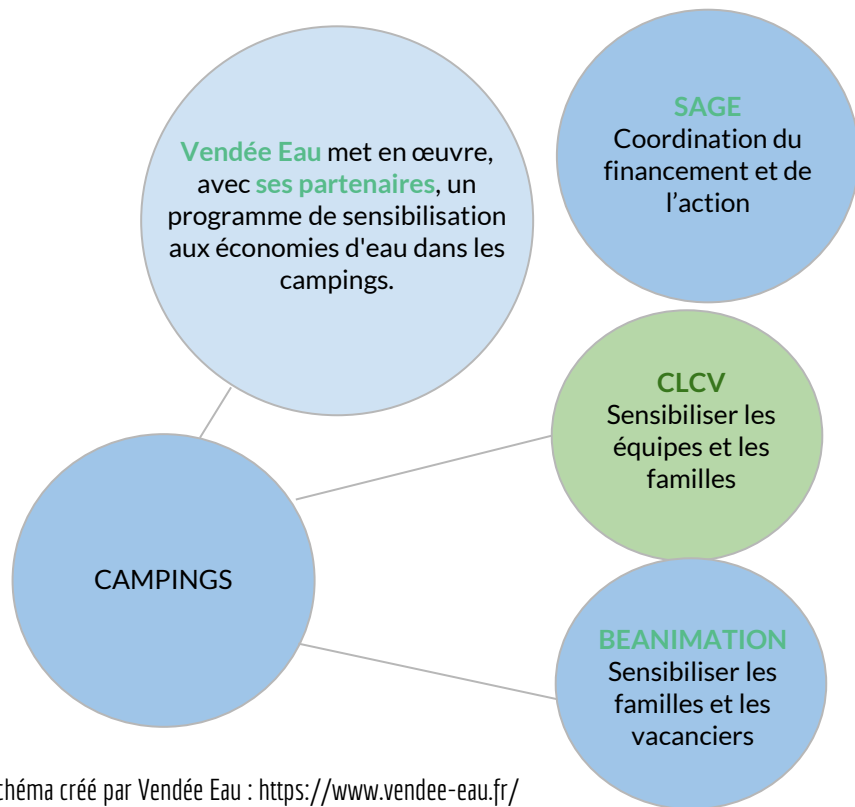 Vendée Eau met en œuvre,
avec ses partenaires, un
programme de sensibilisation
aux économies d'eau dans les
campings.
SAGE
Coordination du
financement et de
l’action
CLCV
Sensibiliser les
équipes et les
familles
CAMPINGS
BEANIMATION
Sensibiliser les
familles et les
vacanciers
chéma créé par Vendée Eau : https://www.vendee-eau.fr/